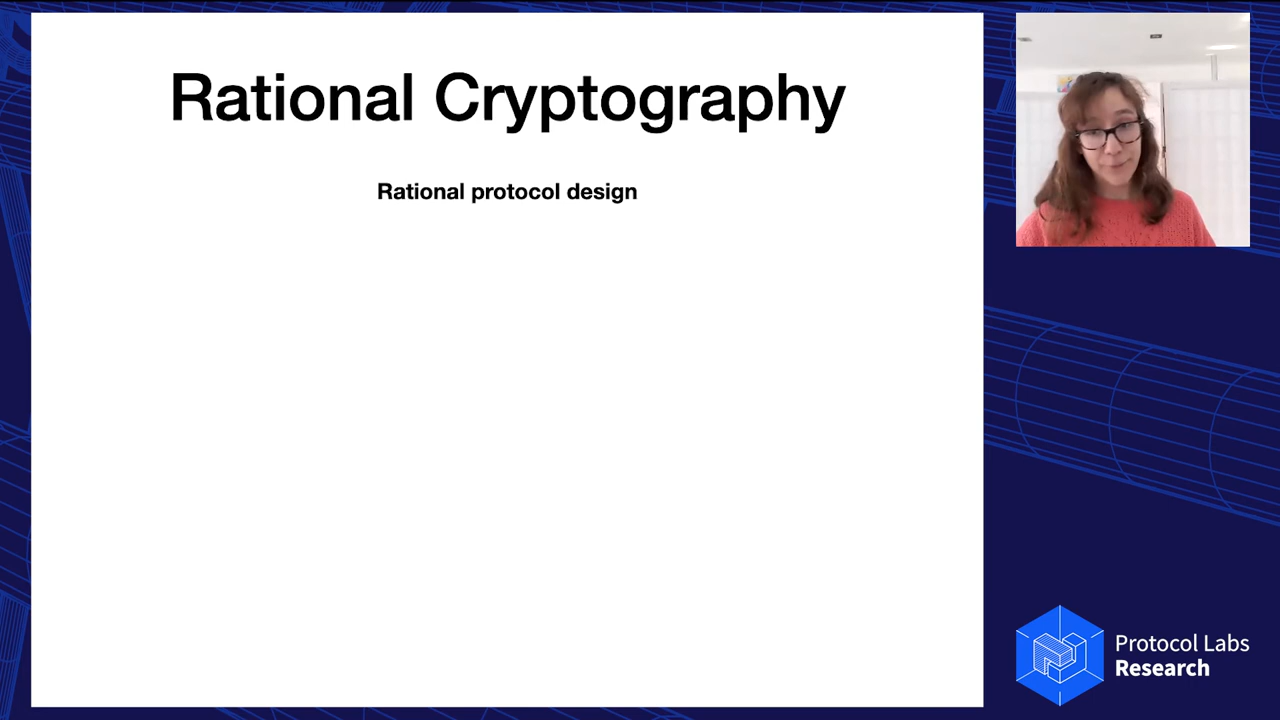 Rational Cryptography
Rational protocol design
Protocol Labs
Research